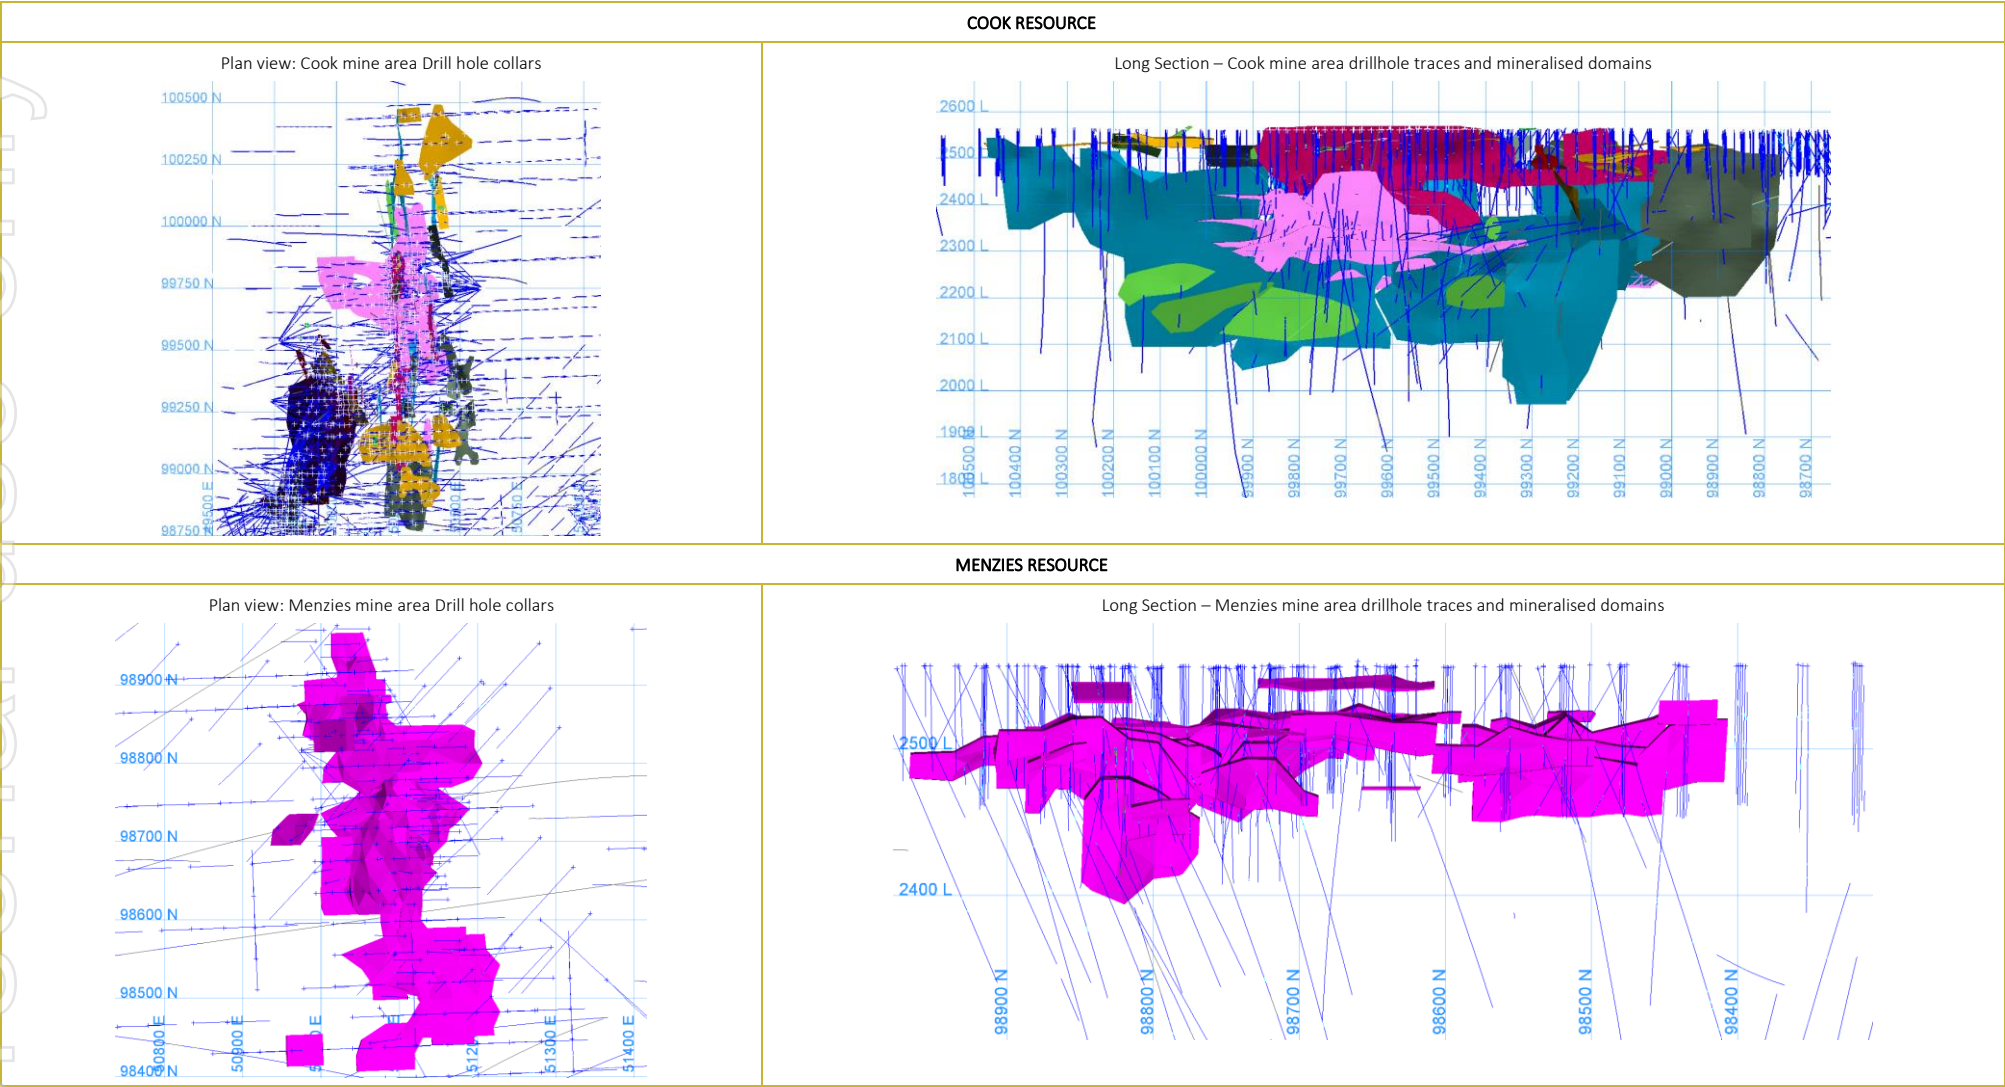 COOK RESOURCE
Plan view: Cook mine area Drill hole collars
100500 N
100250 N
100000 N
99750 N
99500 N
99250 N
99000 N
98750 N
Long Section – Cook mine area drillhole traces and mineralised domains
2600 L
2400 L
2300 L
2200 L
2100 L
2000 L
100400 N
100300 N
100200 N
100100 N
100000 N
99900 N
99800 N
99700 N
99600 N
99500 N
99400 N
99300 N
99200 N
99100 N
99000 N
98900 N
98800 N
98700 N
MENZIES RESOURCE
Plan view: Menzies mine area Drill hole collars
98900 N
98800 N
98700 N
98600 N
98500 N
98400 N
50800 E
50900 E
51300 E
51400 E
Long Section – Menzies mine area drillhole traces and mineralised domains
2500 L
2400 L
98900 N
98800 N
98700 N
98600 N
98500 N
98400 N